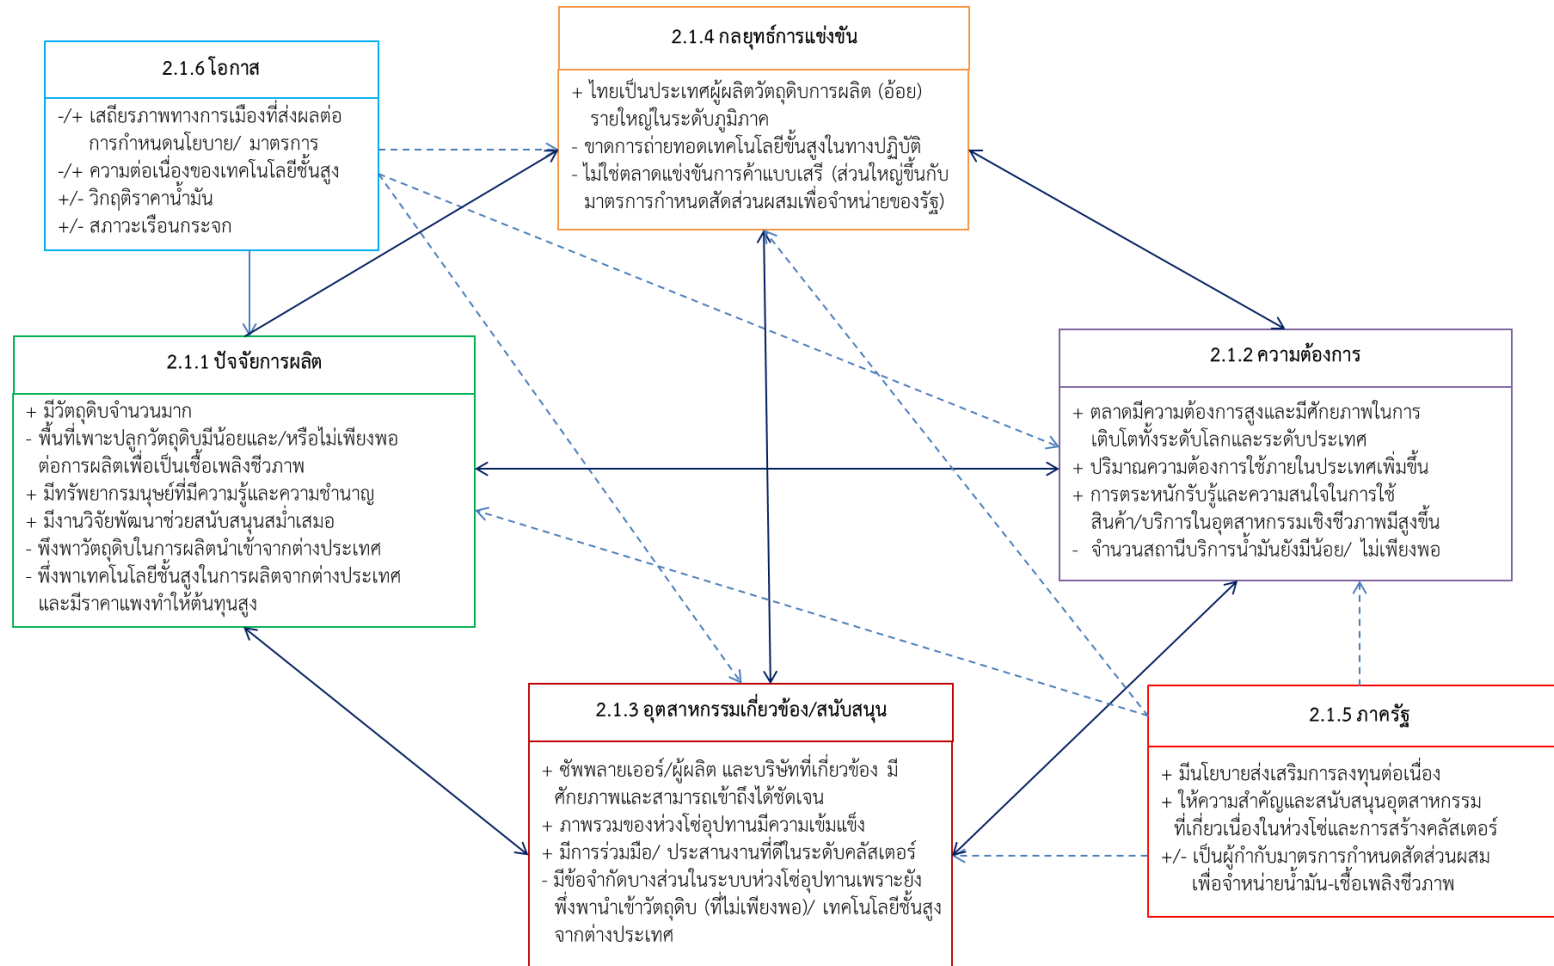 2.1.6 โอกาส
-/+ เสถียรภาพทางการเมืองที่ส่งผลต่อ
การกำหนดนโยบาย/ มาตรการ
-/+ ความต่อเนื่องของเทคโนโลยีชั้นสูง
+/- วิกฤติราคาน้ำมัน
+/- สภาวะเรือนกระจก
2.1.4 กลยุทธ์การแข่งขัน
+ ไทยเป็นประเทศผู้ผลิตวัตถุดิบการผลิต (อ้อย)
รายใหญ่ในระดับภูมิภาค
- ขาดการถ่ายทอดเทคโนโลยีขั้นสูงในทางปฏิบัติ
- ไม่ใช่ตลาดแข่งขันการค้าแบบเสรี (ส่วนใหญ่ขึ้นกับ
มาตรการกำหนดสัดส่วนผสมเพื่อจำหน่ายของรัฐ)
2.1.1 ปัจจัยการผลิต
+ มีวัตถุดิบจำนวนมาก
- พื้นที่เพาะปลูกวัตถุดิบมีน้อยและ/หรือไม่เพียงพอ
ต่อการผลิตเพื่อเป็นเชื้อเพลิงชีวภาพ
+ มีทรัพยากรมนุษย์ที่มีความรู้และความชำนาญ
+ มีงานวิจัยพัฒนาช่วยสนับสนุนสม่ำเสมอ
- พึงพาวัตถุดิบในการผลิตนำเข้าจากต่างประเทศ
- พึ่งพาเทคโนโลยีชั้นสูงในการผลิตจากต่างประเทศ
และมีราคาแพงทำให้ต้นทุนสูง
2.1.2 ความต้องการ
+ ตลาดมีความต้องการสูงและมีศักยภาพในการ
เติบโตทั้งระดับโลกและระดับประเทศ
+ ปริมาณความต้องการใช้ภายในประเทศเพิ่มขึ้น
+ การตระหนักรับรู้และความสนใจในการใช้
สินค้า/บริการในอุตสาหกรรมเชิงชีวภาพมีสูงขึ้น
- จำนวนสถานีบริการน้ำมันยังมีน้อย/ ไม่เพียงพอ
2.1.3 อุตสาหกรรมเกี่ยวข้อง/สนับสนุน
+ ซัพพลายเออร์/ผู้ผลิต และบริษัทที่เกี่ยวข้อง มี
ศักยภาพและสามารถเข้าถึงได้ชัดเจน
+ ภาพรวมของห่วงโซ่อุปทานมีความเข้มแข็ง
+ มีการร่วมมือ/ ประสานงานที่ดีในระดับคลัสเตอร์
- มีข้อจำกัดบางส่วนในระบบห่วงโซ่อุปทานเพราะยัง
พึ่งพานำเข้าวัตถุดิบ (ที่ไม่เพียงพอ)/ เทคโนโลยีชั้นสูง
จากต่างประเทศ
2.1.5 ภาครัฐ
+ มีนโยบายส่งเสริมการลงทุนต่อเนื่อง
+ ให้ความสำคัญและสนับสนุนอุตสาหกรรม
ที่เกี่ยวเนื่องในห่วงโซ่และการสร้างคลัสเตอร์
+/- เป็นผู้กำกับมาตรการกำหนดสัดส่วนผสม
เพื่อจำหน่ายน้ำมัน-เชื้อเพลิงชีวภาพ